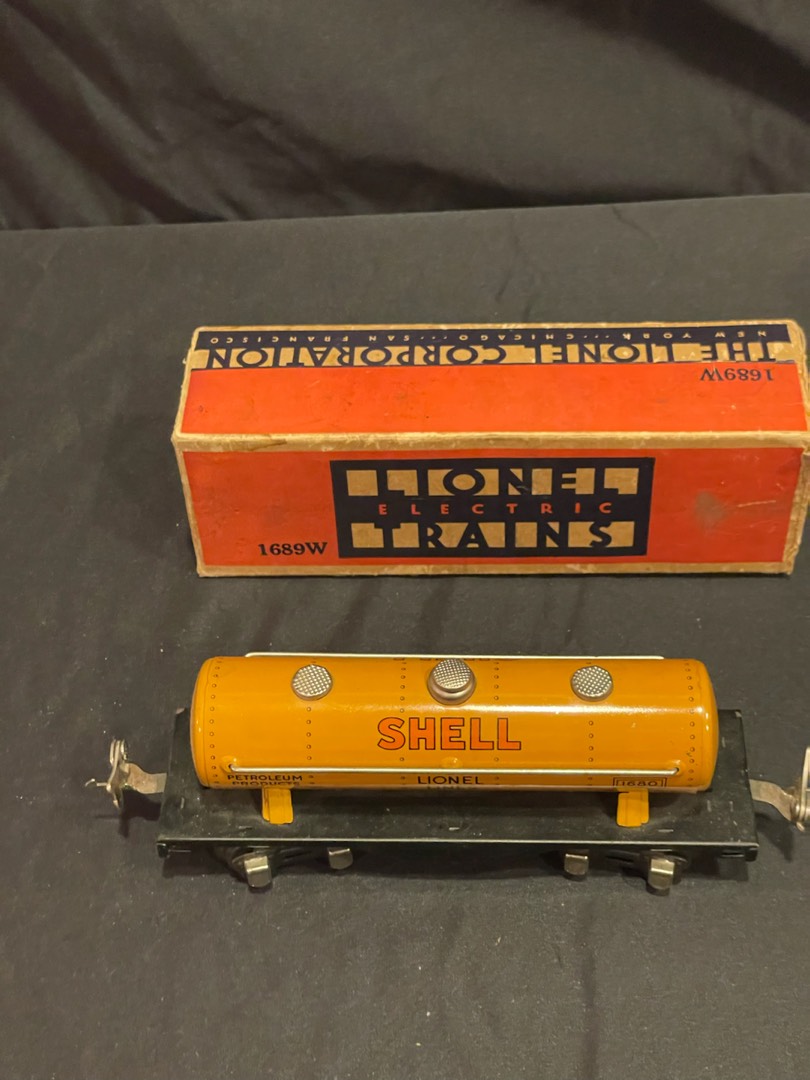 THE LIONEL CORPORATION
NEW YORK···CHICAGO···SAN FRANCISCO
1689W
LIONEL
ELECTRIC
TRAINS
1689W
SHELL
PETROLEUM
PRODUCTS
LIONEL
1680